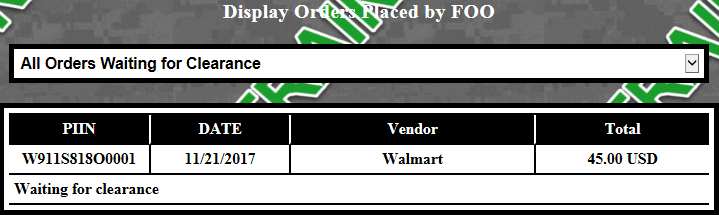 Display Orders Placed by FOO
All Orders Waiting for Clearance
PIIN DATE Vendor Total
W911S818O0001 11/21/2017 Walmart 45.00 USD
Waiting for clearance